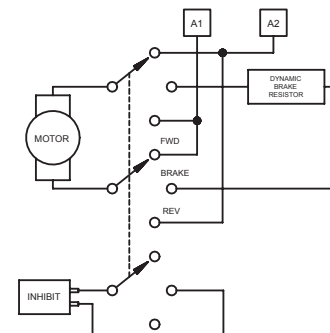 A1
A2
DYNAMIC
BRAKE
RESISTOR
MOTOR
FWD
BRAKE
REV
INHIBIT